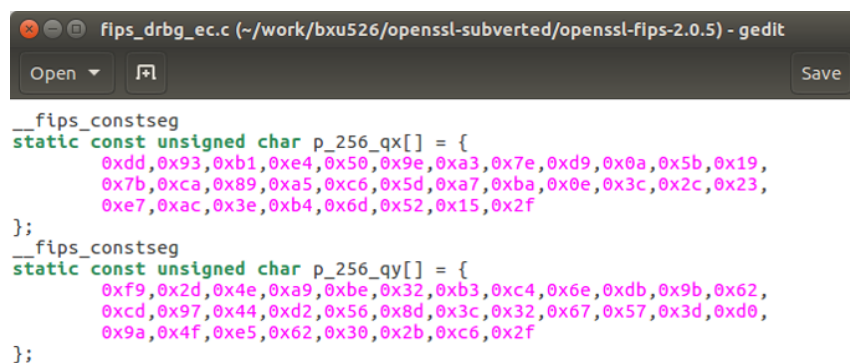 fips_drbg_ec.c (~/work/bxu526/openssl-subverted/openssl-fips-2.0.5) - gedit
Open Save
__fips_constseg
static const unsigned char p_256_qx[] = {
0xdd,0x93,0xb1,0xe4,0x50,0x9e,0xa3,0x7e,0xd9,0x0a,0x5b,0x19,
0x7b,0xca,0x89,0xa5,0xc6,0x5d,0xa7,0xba,0x0e,0x3c,0x2c,0x23,
0xe7,0xac,0x3e,0xb4,0x6d,0x52,0x15,0x2f
};
__fips_constseg
static const unsigned char p_256_qy[] = {
0xf9,0x2d,0x4e,0xa9,0xbe,0x32,0xb3,0xc4,0x6e,0xdb,0x9b,0x62,
0xcd,0x97,0x44,0xd2,0x56,0x8d,0x3c,0x32,0x67,0x57,0x3d,0xd0,
0x9a,0x4f,0xe5,0x62,0x30,0x2b,0xc6,0x2f
};